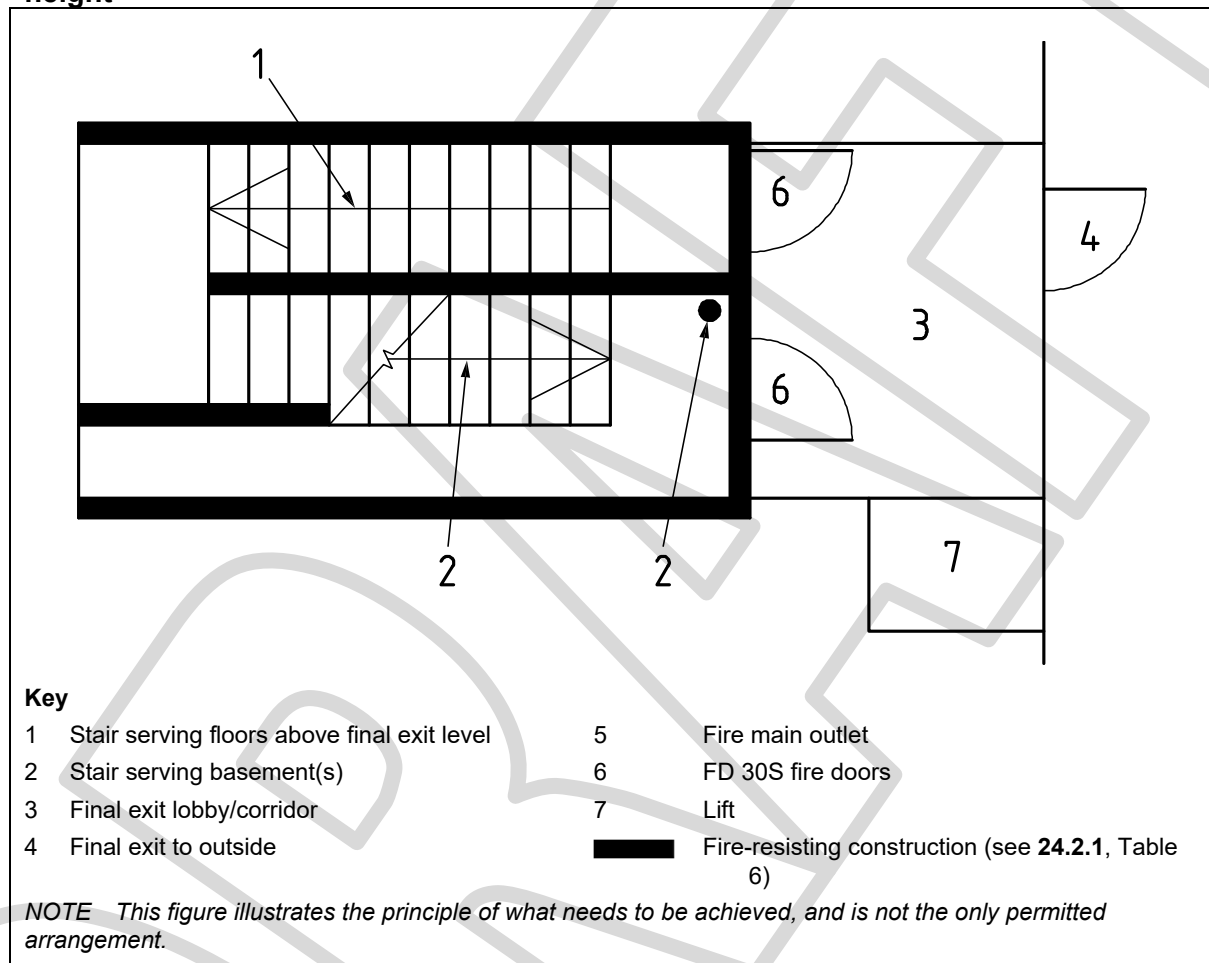 height
1
6
4
3
6
7
2
2
Key
1 Stair serving floors above final exit level
2 Stair serving basement(s)
3 Final exit lobby/corridor
4 Final exit to outside
5 Fire main outlet
6 FD 30S fire doors
7 Lift
Fire-resisting construction (see 24.2.1, Table
6)
NOTE This figure illustrates the principle of what needs to be achieved, and is not the only permitted
arrangement.